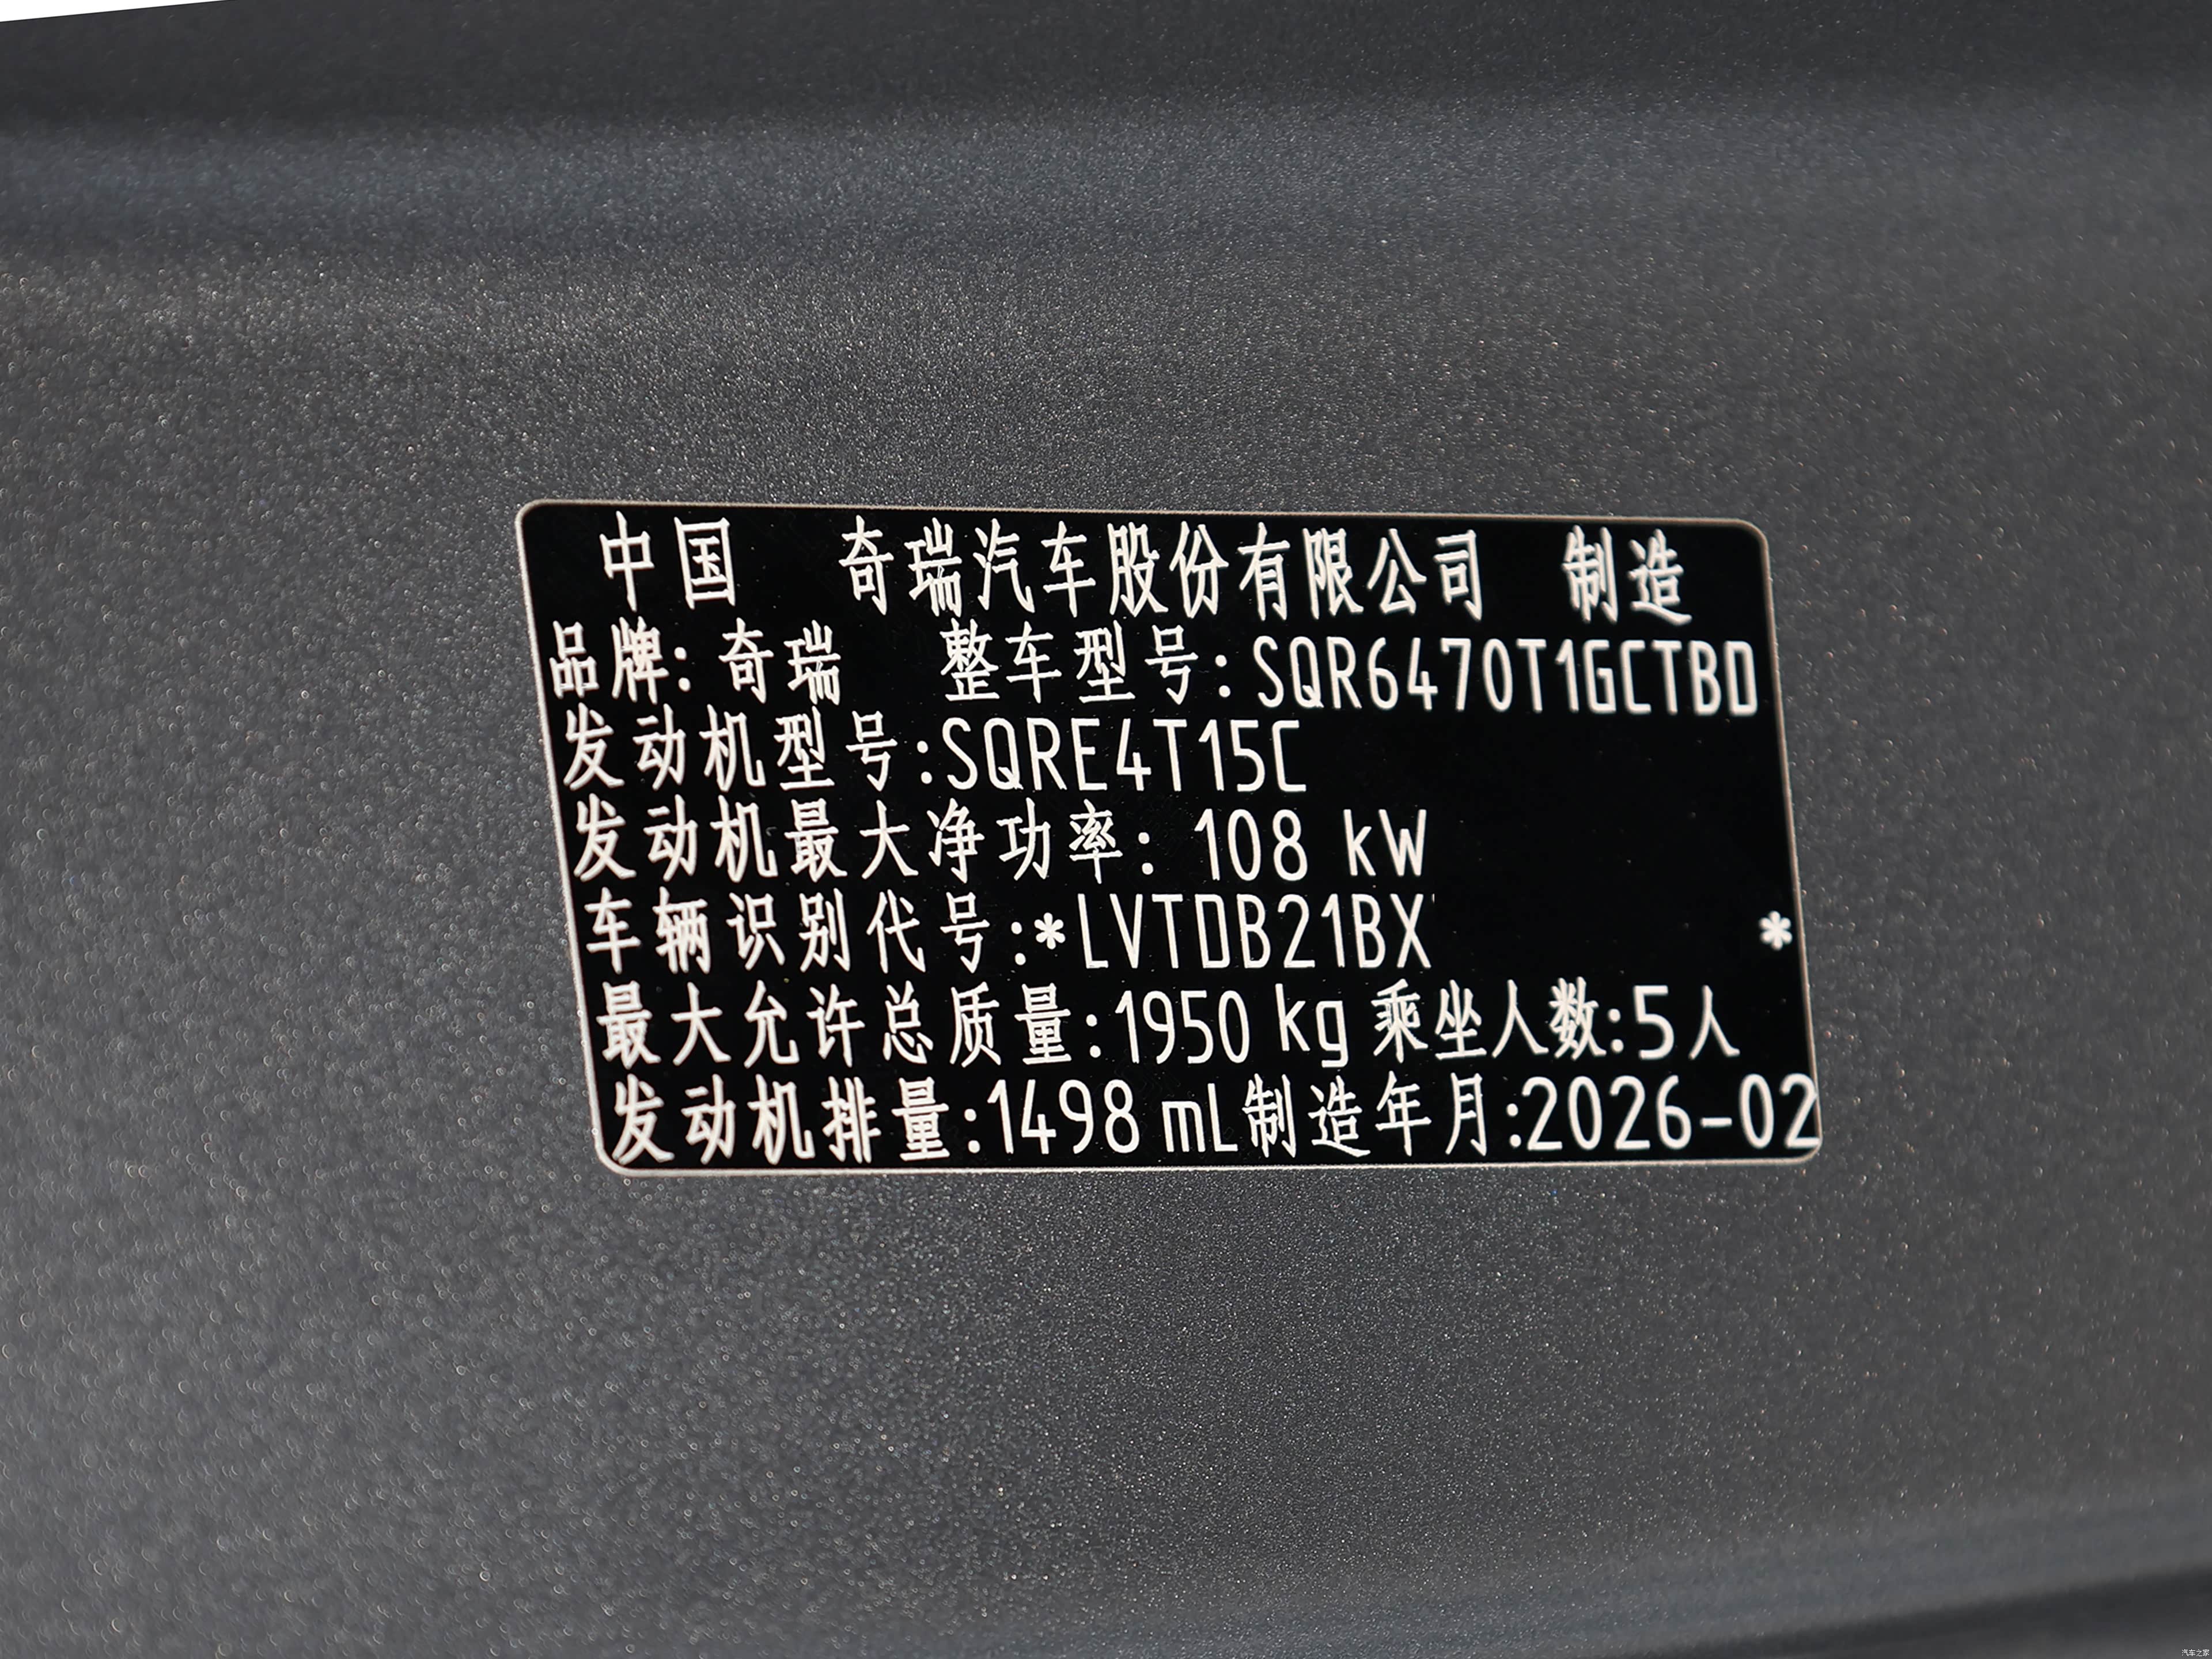 中国 奇瑞汽车股份有限公司 制造
品牌: 奇瑞 整车型号: SQR6470T1GCTBD
发动机型号:SQRE4T15C
发动机最大净功率: 108 kW
车辆识别代号:*LVTDB21BX *
最大允许总质量:1950 kg 乘坐人数:5人
发动机排量:1498 mL制造年月:2026-02
汽车之家